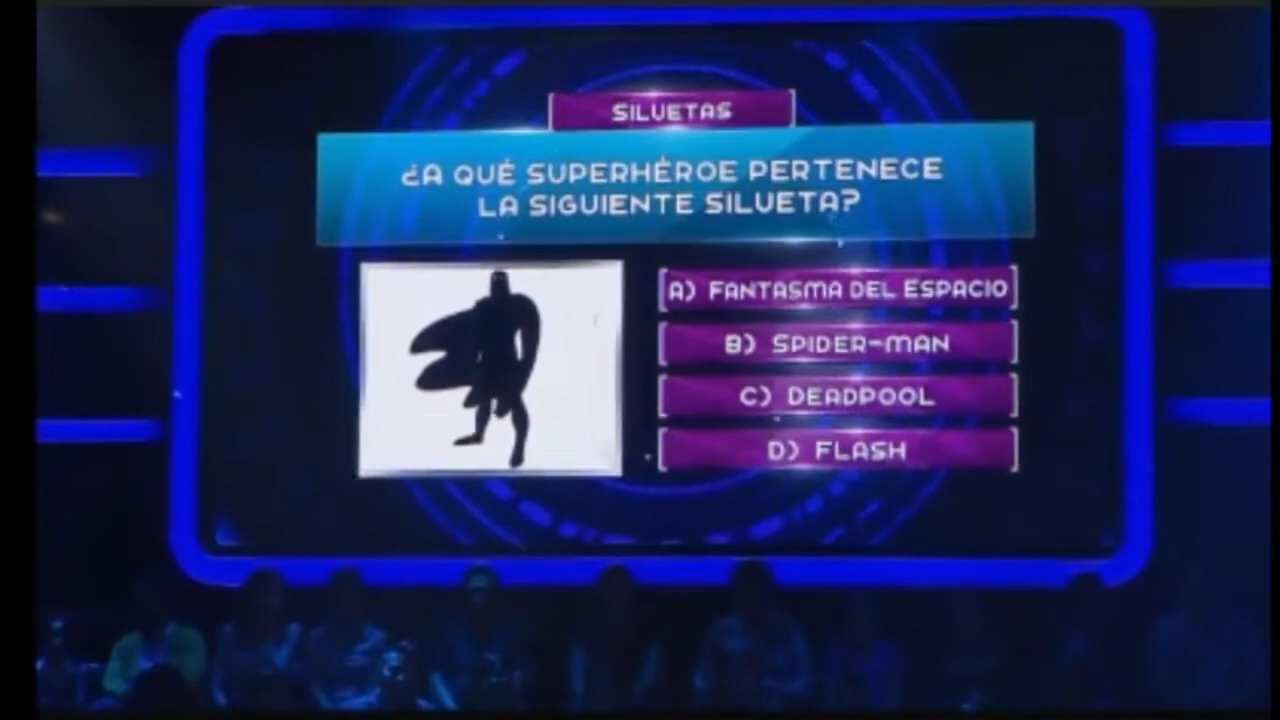 SILUETAS
¿A QUÉ SUPERHÉROE PERTENECE
LA SIGUIENTE SILUETA?
A) FANTASMA DEL ESPACIO
B) SPIDER-MAN
C) DEADPOOL
D) FLASH